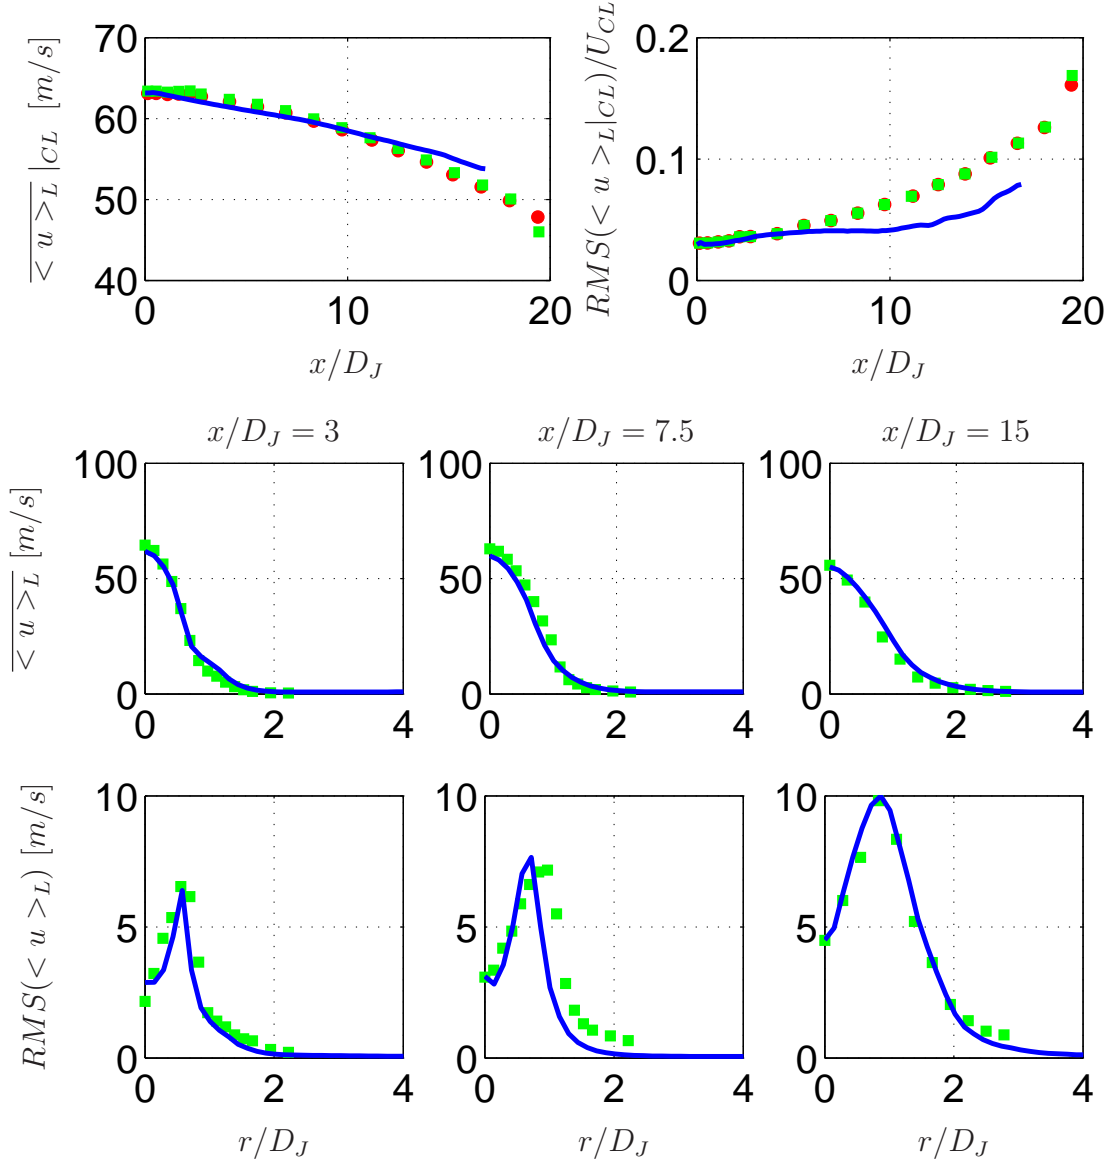 70
60
50
40
0 10 20
\overline{< u >_L}|_{CL} [m/s]
x/D_J
0.2
0.1
0
0 10 20
RMS(< u >_L|_{CL})/U_{CL}
x/D_J
x/D_J = 3
x/D_J = 7.5
x/D_J = 15
\overline{< u >_L} [m/s]
100
50
0
0 2 4
100
50
0
0 2 4
100
50
0
0 2 4
RMS(< u >_L) [m/s]
10
5
0
0 2 4
r/D_J
10
5
0
0 2 4
r/D_J
10
5
0
0 2 4
r/D_J